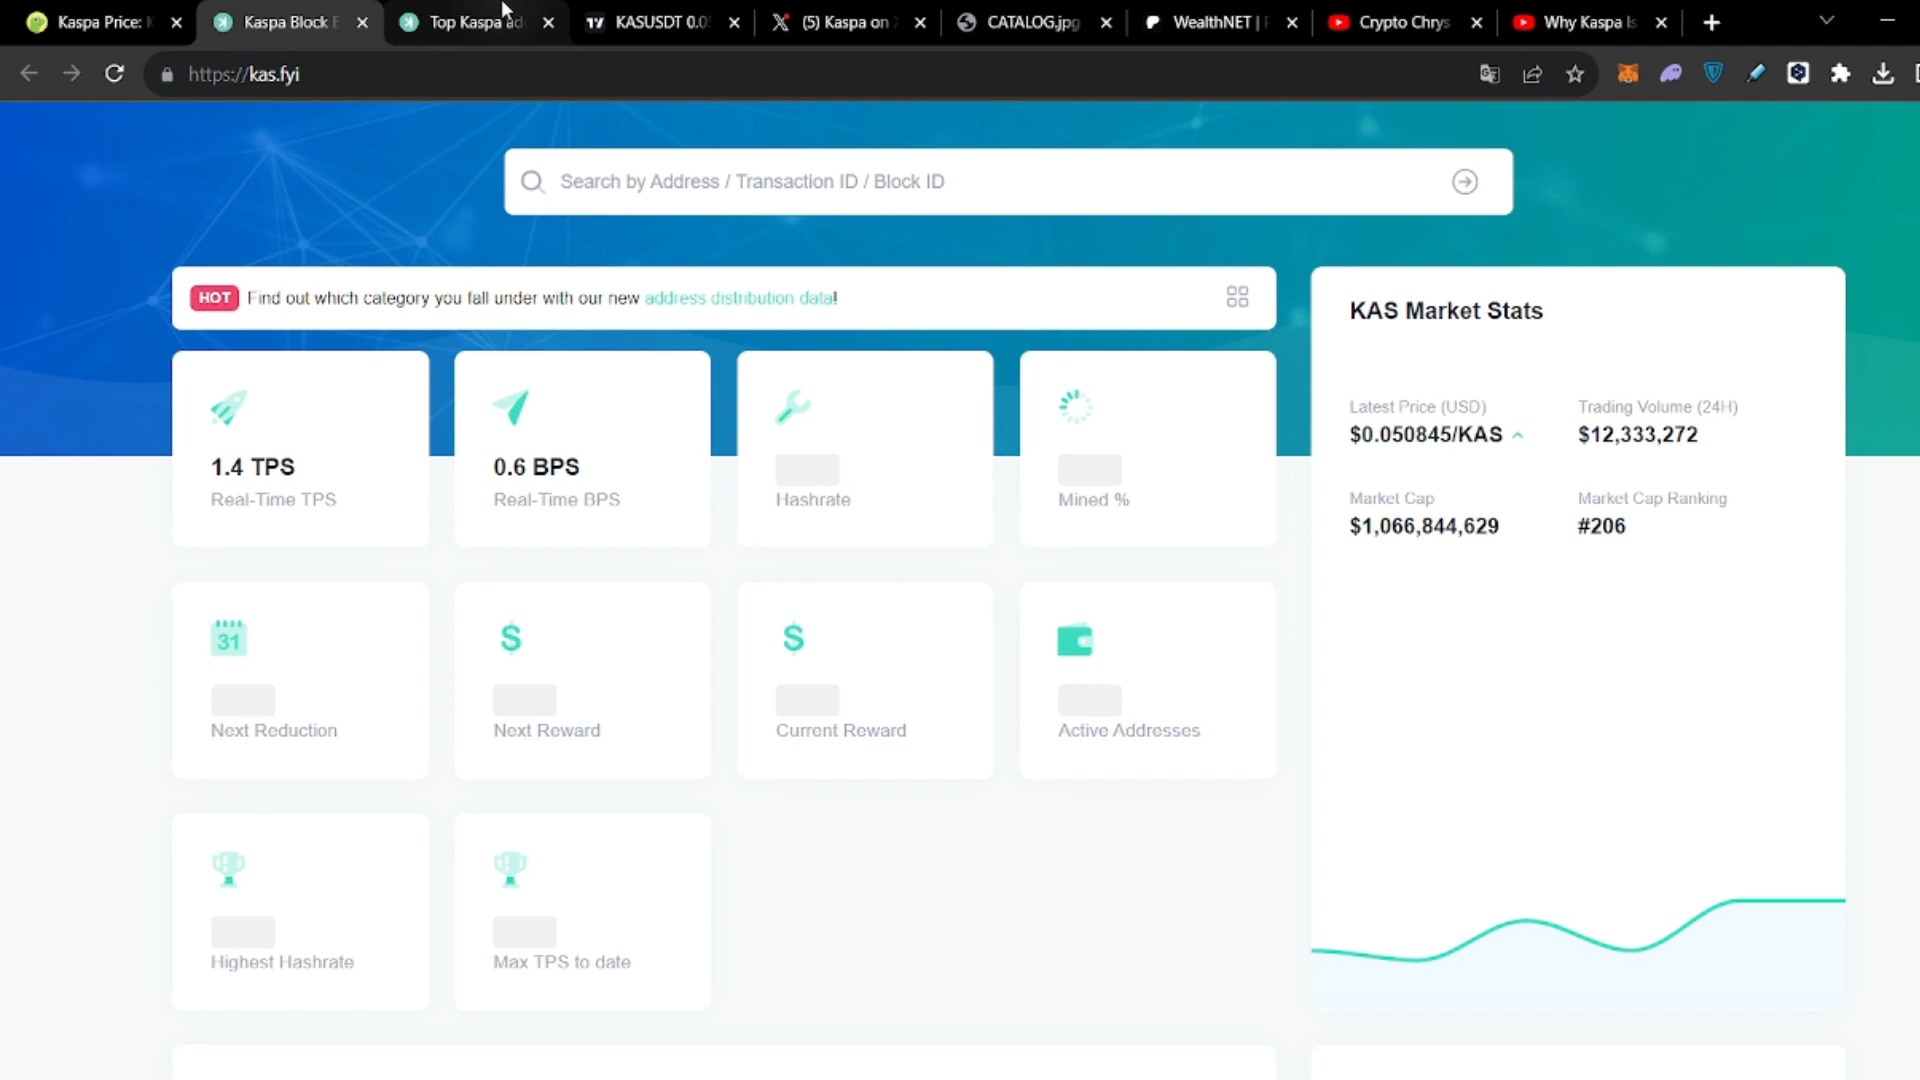 Kaspa Price:
Kaspa Block E
Top Kaspa ad
KASUSDT 0.0
(5) Kaspa on
CATALOG.jpg
WealthNET |
Crypto Chrys
Why Kaspa Is
https://kas.fyi
Search by Address / Transaction ID / Block ID
HOT Find out which category you fall under with our new address distribution data!
KAS Market Stats
Latest Price (USD)
Trading Volume (24H)
$0.050845/KAS
$12,333,272
Market Cap
Market Cap Ranking
$1,066,844,629
#206
1.4 TPS
Real-Time TPS
0.6 BPS
Real-Time BPS
Hashrate
Mined %
31
Next Reduction
Next Reward
Current Reward
Active Addresses
Highest Hashrate
Max TPS to date